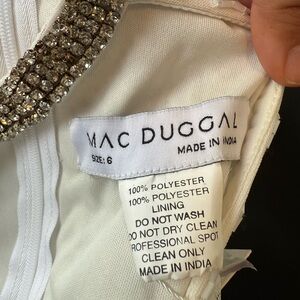 MAC DUGGAL
SIZE: 6
MADE IN INDIA
100% POLYESTER
100% POLYESTER
LINING
DO NOT WASH
DO NOT DRY CLEAN
PROFESSIONAL SPOT
CLEAN ONLY
MADE IN INDIA